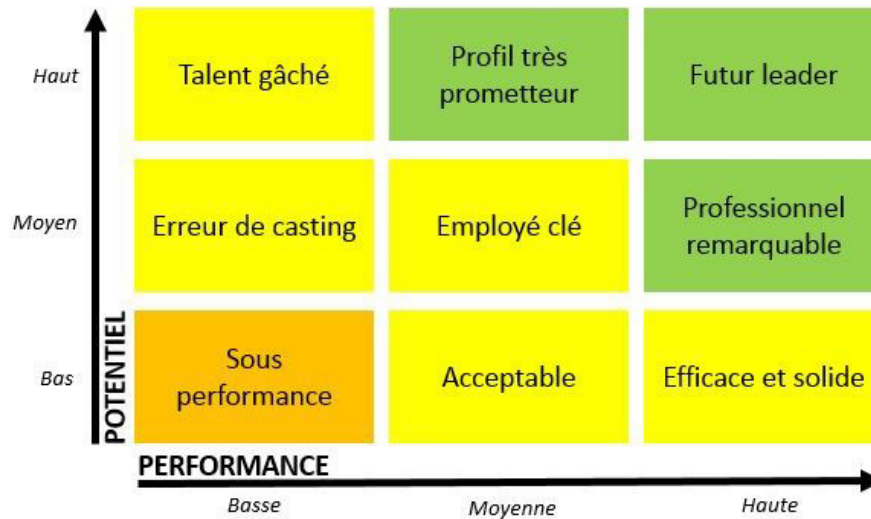 Haut
Talent gâché
Profil très
prometteur
Futur leader
Moyen
Erreur de casting
Employé clé
Professionnel
remarquable
POTENTIEL
Bas
Sous
performance
Acceptable
Efficace et solide
PERFORMANCE
Basse
Moyenne
Haute